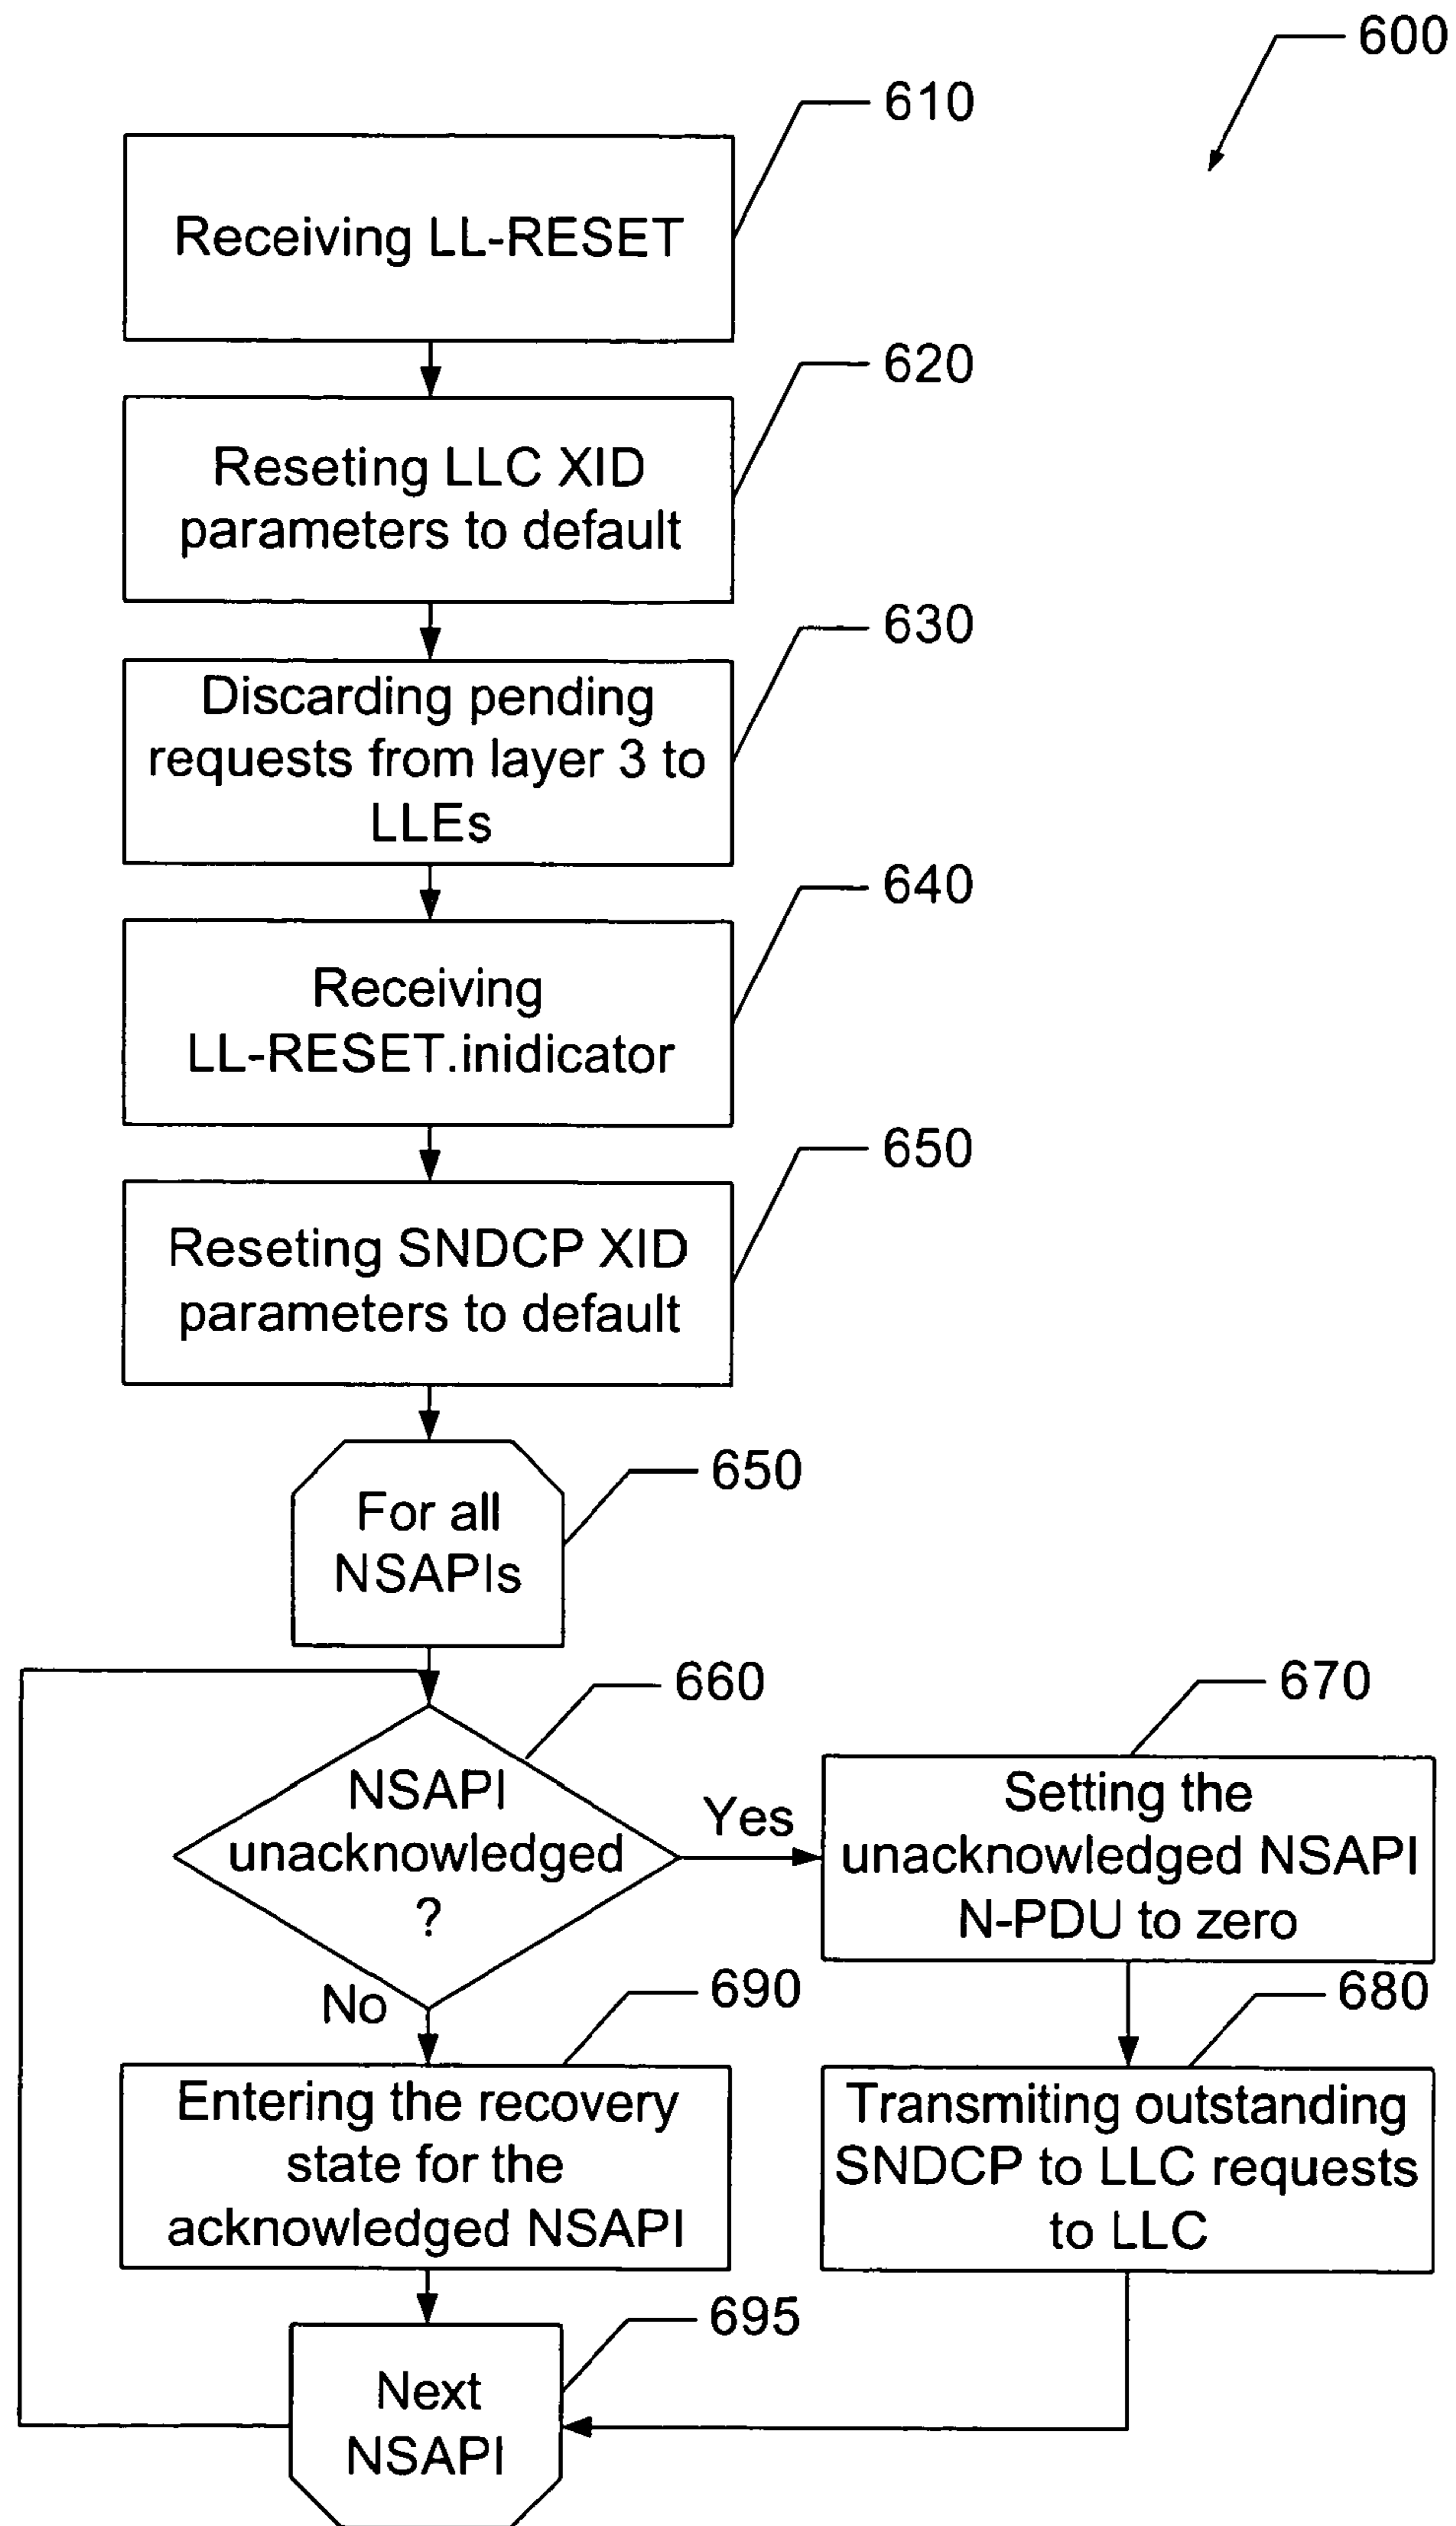 600
610
Receiving LL-RESET
620
Reseting LLC XID
parameters to default
630
Discarding pending
requests from layer 3 to
LLEs
640
Receiving
LL-RESET.inidicator
650
Reseting SNDCP XID
parameters to default
650
For all
NSAPIs
660
NSAPI
unacknowledged
?
Yes
No
670
Setting the
unacknowledged NSAPI
N-PDU to zero
680
Transmiting outstanding
SNDCP to LLC requests
to LLC
690
Entering the recovery
state for the
acknowledged NSAPI
695
Next
NSAPI